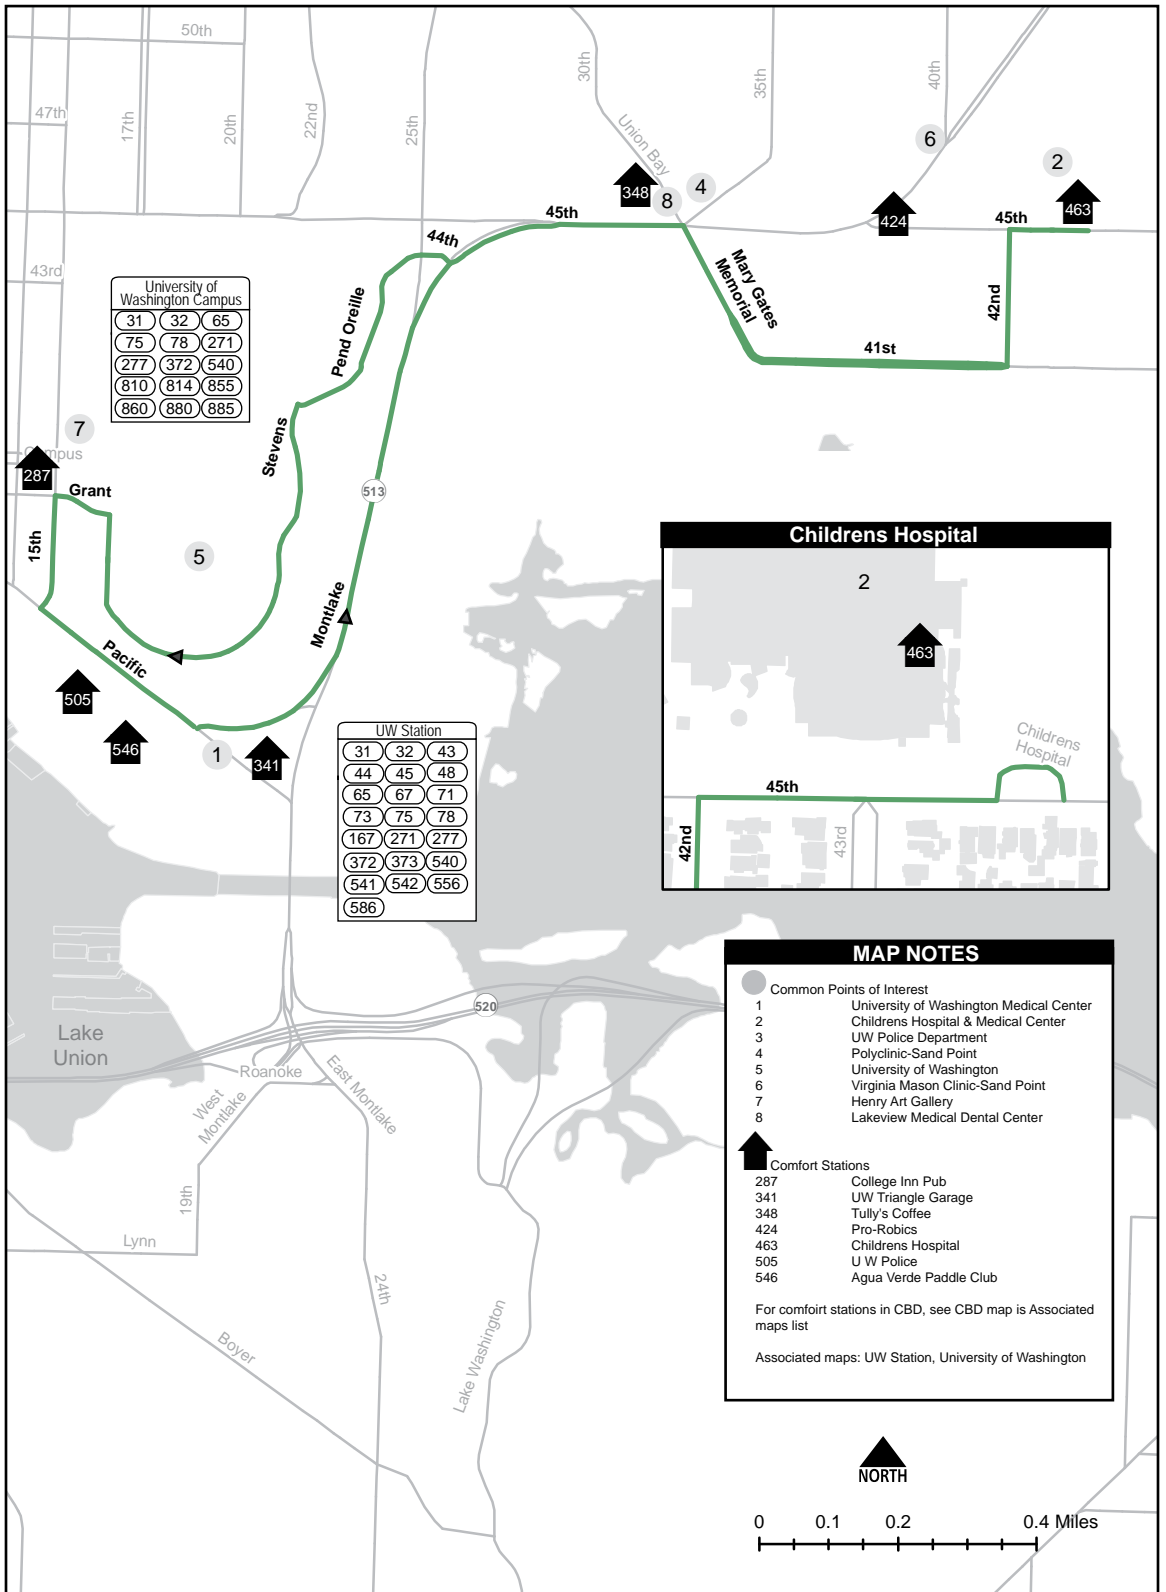 50th
30th
35th
40th
47th
17th
20th
22nd
25th
Union Bay
6
2
348
8
4
424
463
45th
45th
44th
43rd
Mary Gates
Memorial
42nd
41st
University of
Washington Campus
31 32 65
75 78 271
277 372 540
810 814 855
860 880 885
Pend Oreille
Stevens
7
Campus
287
Grant
513
15th
5
Montlake
Pacific
505
546
1
341
UW Station
31 32 43
44 45 48
65 67 71
73 75 78
167 271 277
372 373 540
541 542 556
586
Childrens Hospital
2
463
Childrens
Hospital
45th
42nd
43rd
520
Lake
Union
Roanoke
West
Montlake
East Montlake
19th
Lynn
24th
Boyer
Lake Washington
MAP NOTES
Common Points of Interest
1 University of Washington Medical Center
2 Childrens Hospital & Medical Center
3 UW Police Department
4 Polyclinic-Sand Point
5 University of Washington
6 Virginia Mason Clinic-Sand Point
7 Henry Art Gallery
8 Lakeview Medical Dental Center
Comfort Stations
287 College Inn Pub
341 UW Triangle Garage
348 Tully's Coffee
424 Pro-Robics
463 Childrens Hospital
505 U W Police
546 Agua Verde Paddle Club
For comfoirt stations in CBD, see CBD map is Associated
maps list
Associated maps: UW Station, University of Washington
NORTH
0 0.1 0.2 0.4 Miles